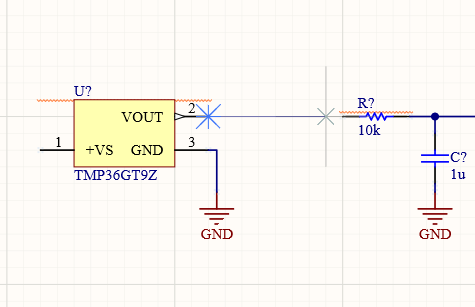 U?
VOUT
2
1
+VS
GND
3
TMP36GT9Z
GND
R?
10k
C?
1u
GND